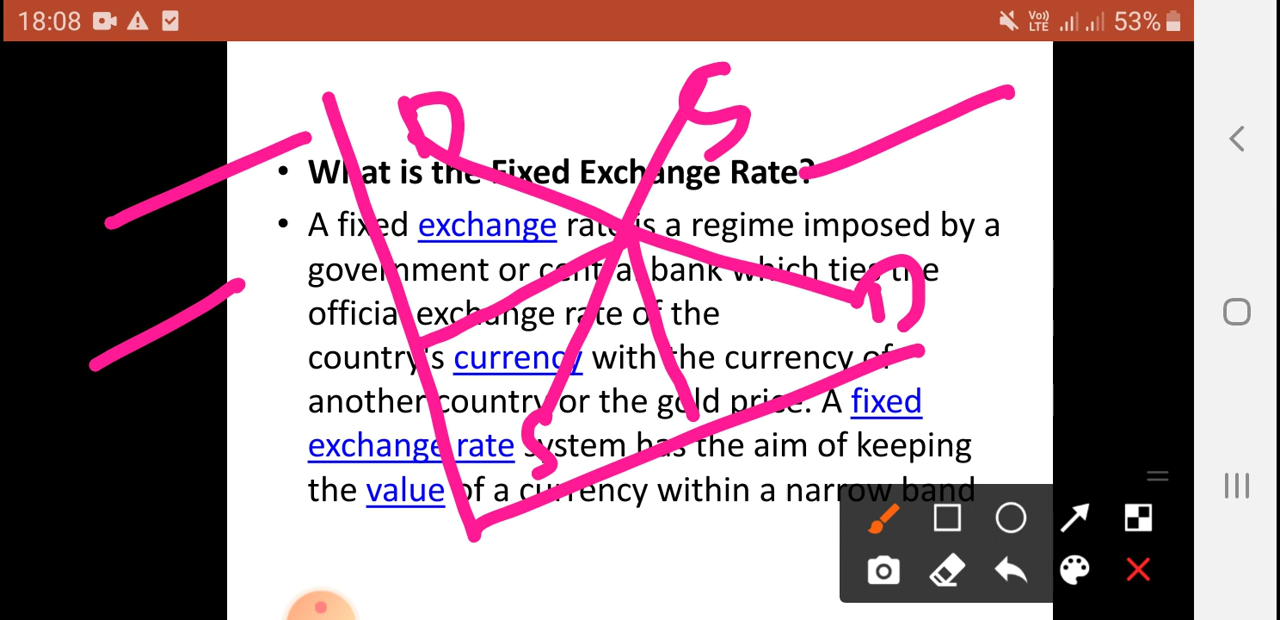 18:08 Vo)) LTE 53%
D S
• What is the Fixed Exchange Rate?
• A fixed exchange rate is a regime imposed by a
government or central bank which ties the
D
official exchange rate of the
country's currency with the currency of
another country or the gold price. A fixed
exchange rate system has the aim of keeping
S
the value of a currency within a narrow band